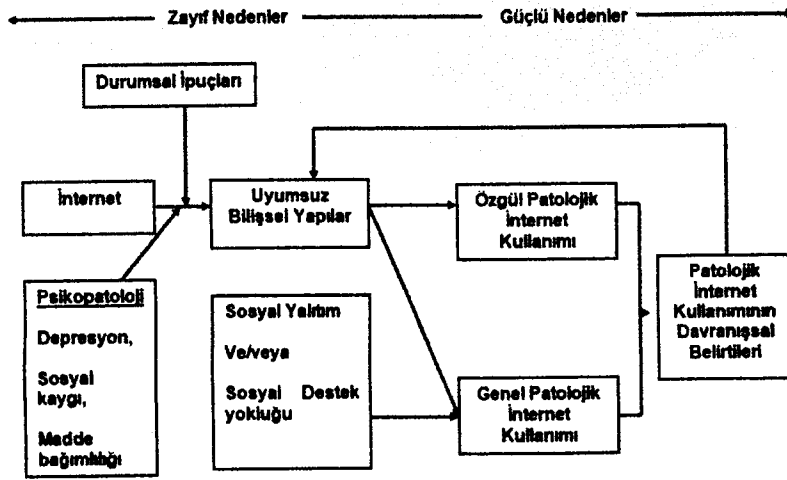 Zayıf Nedenler
Güçlü Nedenler
Durumsal İpuçları
İnternet
Uyumsuz
Bilişsel Yapılar
Özgül Patolojik
İnternet
Kullanımı
Psikopatoloji
Depresyon,
Sosyal
kaygı,
Madde
bağımlılığı
Sosyal Yalıtım
Ve/veya
Sosyal Destek
yokluğu
Genel Patolojik
İnternet
Kullanımı
Patolojik
İnternet
Kullanımının
Davranışsal
Belirtileri